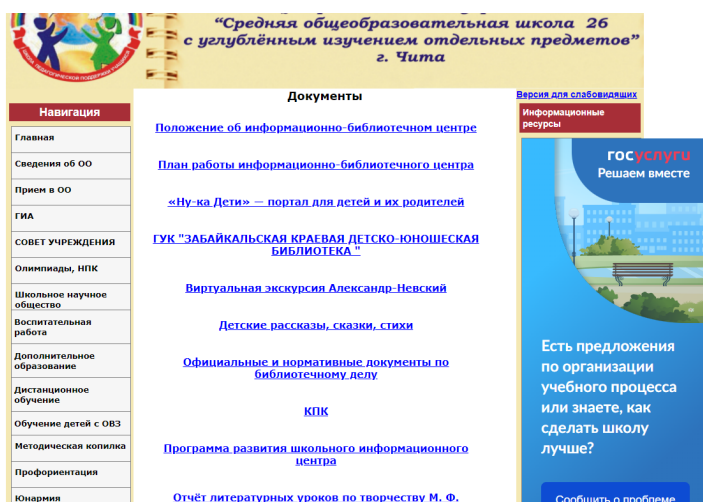 “Средняя общеобразовательная школа 26
с углублённым изучением отдельных предметов”
г. Чита
Документы
Версия для слабовидящих
Навигация
Главная
Сведения об ОО
Прием в ОО
ГИА
СОВЕТ УЧРЕЖДЕНИЯ
Олимпиады, НПК
Школьное научное
общество
Воспитательная
работа
Дополнительное
образование
Дистанционное
обучение
Обучение детей с ОВЗ
Методическая копилка
Профориентация
Юнармия
Положение об информационно-библиотечном центре
План работы информационно-библиотечного центра
«Ну-ка Дети» — портал для детей и их родителей
ГУК "ЗАБАЙКАЛЬСКАЯ КРАЕВАЯ ДЕТСКО-ЮНОШЕСКАЯ
БИБЛИОТЕКА "
Виртуальная экскурсия Александр-Невский
Детские рассказы, сказки, стихи
Официальные и нормативные документы по
библиотечному делу
КПК
Программа развития школьного информационного
центра
Отчёт литературных уроков по творчеству М. Ф.
Информационные
ресурсы
госуслуги
Решаем вместе
Есть предложения
по организации
учебного процесса
или знаете, как
сделать школу
лучше?
Сообщить о проблеме